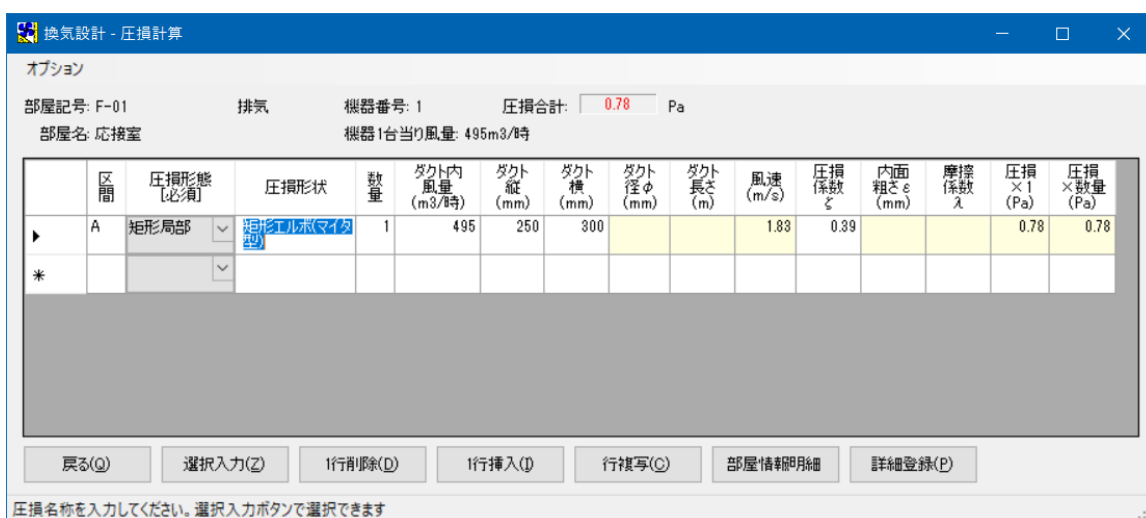 換気設計 - 圧損計算
オプション
部屋記号: F-01 排気 機器番号: 1 圧損合計: 0.78 Pa
部屋名: 応接室 機器1台当り風量: 495m3/時
区間 圧損形態[必須] 圧損形状 数量 ダクト内風量(m3/時) ダクト縦(mm) ダクト横(mm) ダクト径φ(mm) ダクト長さ(m) 風速(m/s) 圧損係数ζ 内面粗さε(mm) 摩擦係数λ 圧損×1(Pa) 圧損×数量(Pa)
A 矩形局部 矩形エルボ(マイタ型) 1 495 250 300 1.83 0.39 0.78 0.78
戻る(Q) 選択入力(Z) 1行削除(D) 1行挿入(I) 行複写(C) 部屋情報明細 詳細登録(P)
圧損名称を入力してください。選択入力ボタンで選択できます